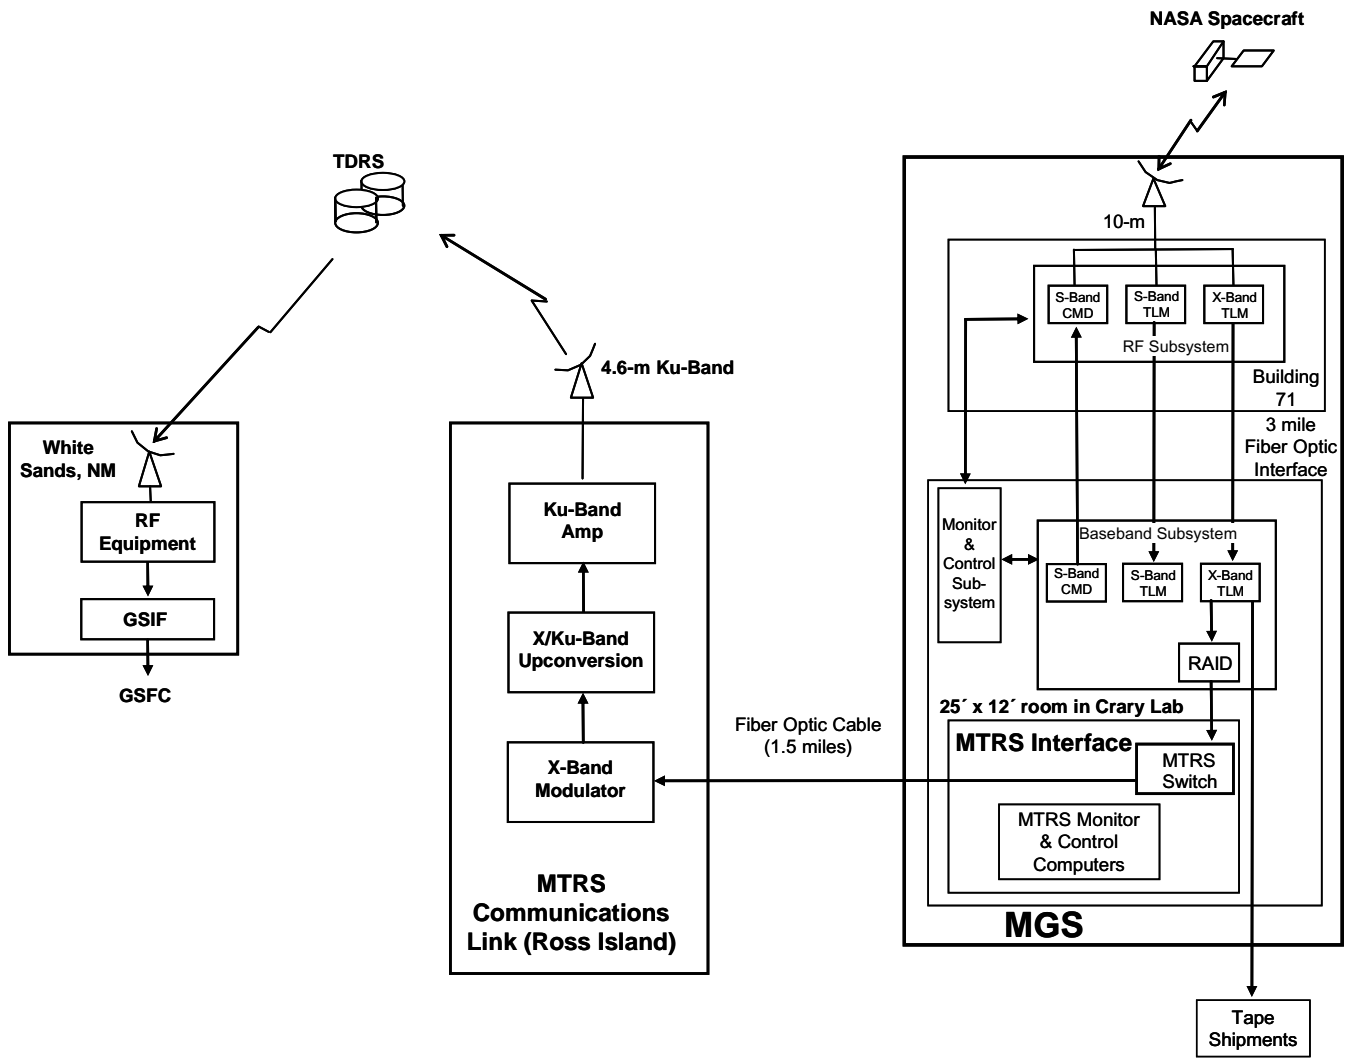 NASA Spacecraft
TDRS
10-m
S-Band
CMD
S-Band
TLM
X-Band
TLM
RF Subsystem
Building
71
3 mile
Fiber Optic
Interface
4.6-m Ku-Band
White
Sands, NM
RF
Equipment
GSIF
GSFC
Ku-Band
Amp
X/Ku-Band
Upconversion
X-Band
Modulator
MTRS
Communications
Link (Ross Island)
Fiber Optic Cable
(1.5 miles)
Monitor
&
Control
Sub-
system
Baseband Subsystem
S-Band
CMD
S-Band
TLM
X-Band
TLM
RAID
25´ x 12´ room in Crary Lab
MTRS Interface
MTRS
Switch
MTRS Monitor
& Control
Computers
MGS
Tape
Shipments